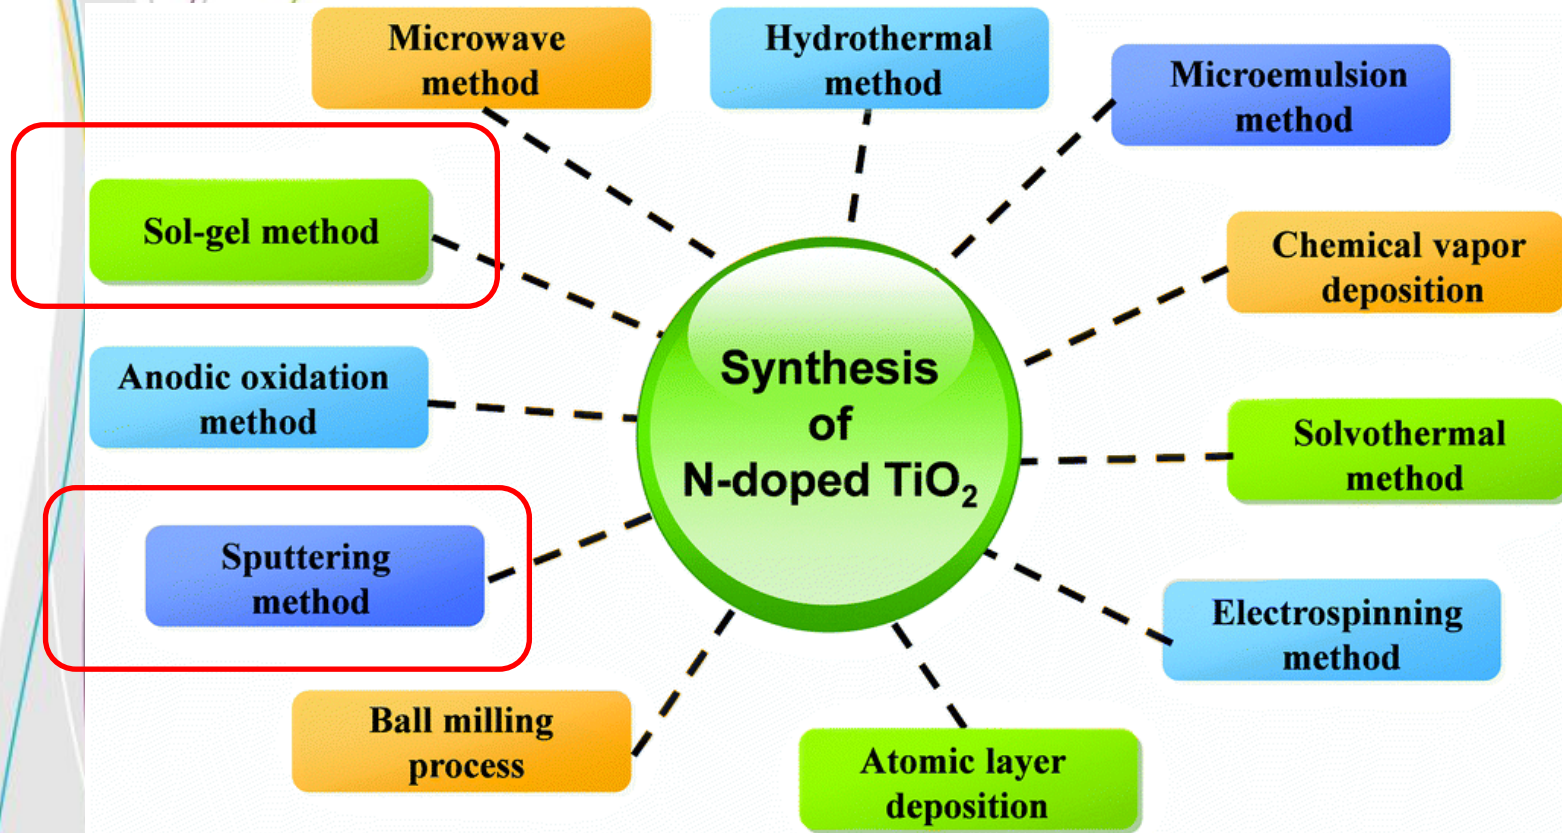 Microwave
method
Hydrothermal
method
Microemulsion
method
Sol-gel method
Chemical vapor
deposition
Anodic oxidation
method
Synthesis
of
N-doped TiO₂
Solvothermal
method
Sputtering
method
Electrospinning
method
Ball milling
process
Atomic layer
deposition